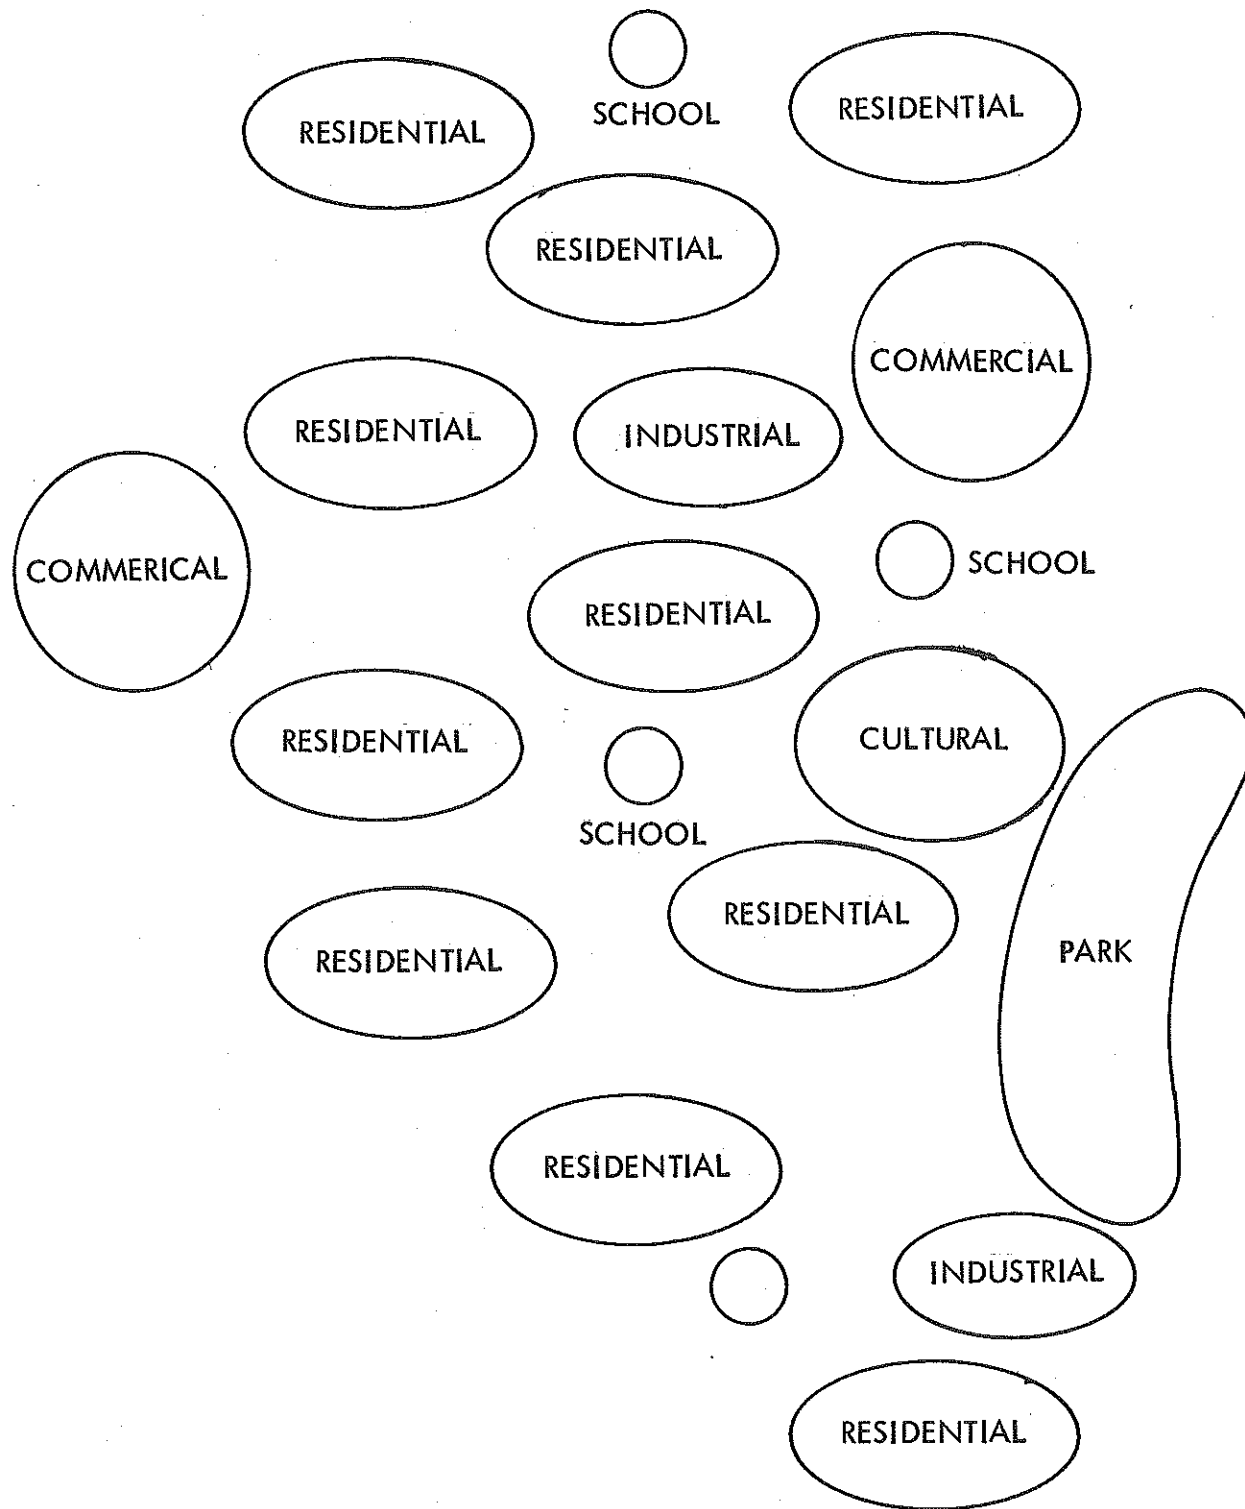 SCHOOL
RESIDENTIAL
RESIDENTIAL
RESIDENTIAL
COMMERCIAL
RESIDENTIAL
INDUSTRIAL
COMMERICAL
SCHOOL
RESIDENTIAL
RESIDENTIAL
CULTURAL
SCHOOL
RESIDENTIAL
RESIDENTIAL
PARK
RESIDENTIAL
INDUSTRIAL
RESIDENTIAL